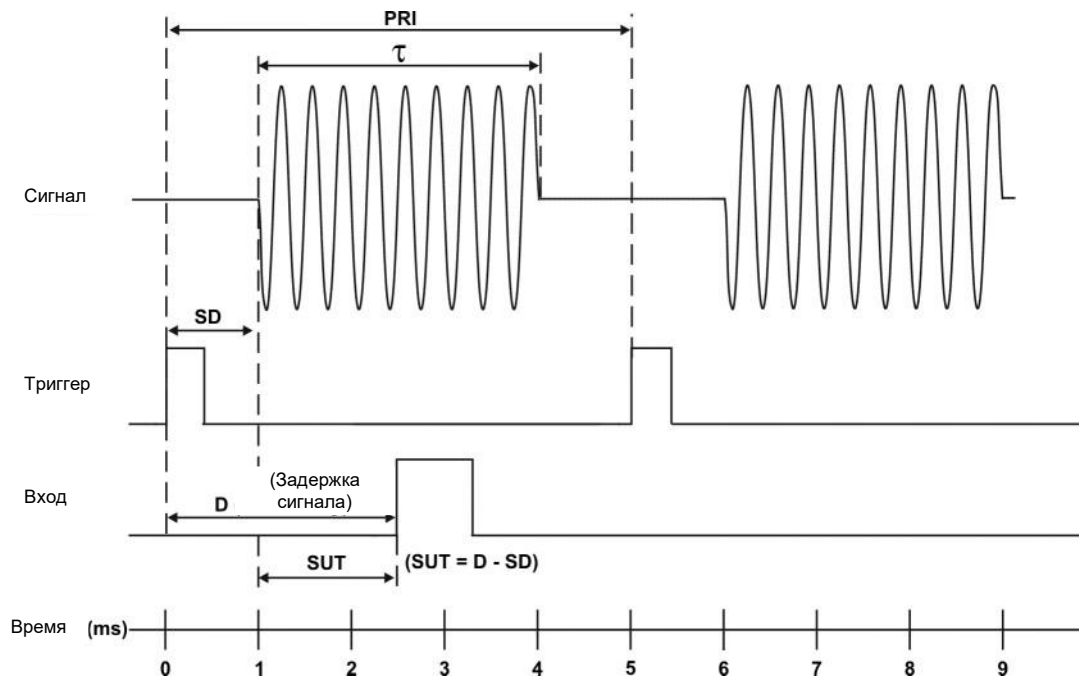 PRI
τ
Сигнал
SD
Триггер
(Задержка
сигнала)
Вход
D
SUT
(SUT = D - SD)
Время (ms)
0 1 2 3 4 5 6 7 8 9